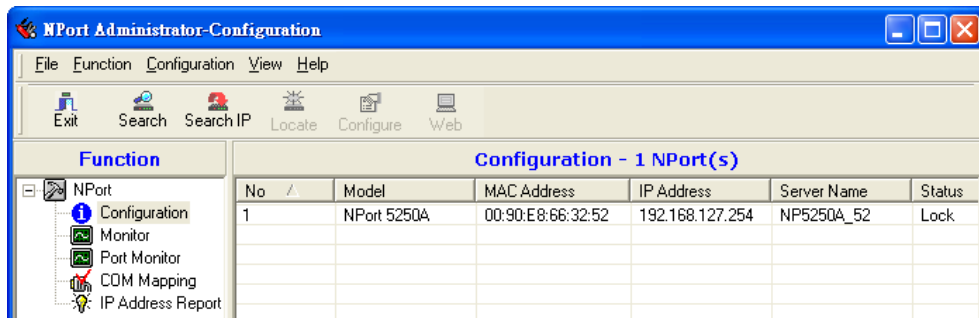 NPort Administrator-Configuration
File Function Configuration View Help
Exit Search Search IP Locate Configure Web
Function
Configuration - 1 NPort(s)
NPort
Configuration
Monitor
Port Monitor
COM Mapping
IP Address Report
No Model MAC Address IP Address Server Name Status
1 NPort 5250A 00:90:E8:66:32:52 192.168.127.254 NP5250A_52 Lock